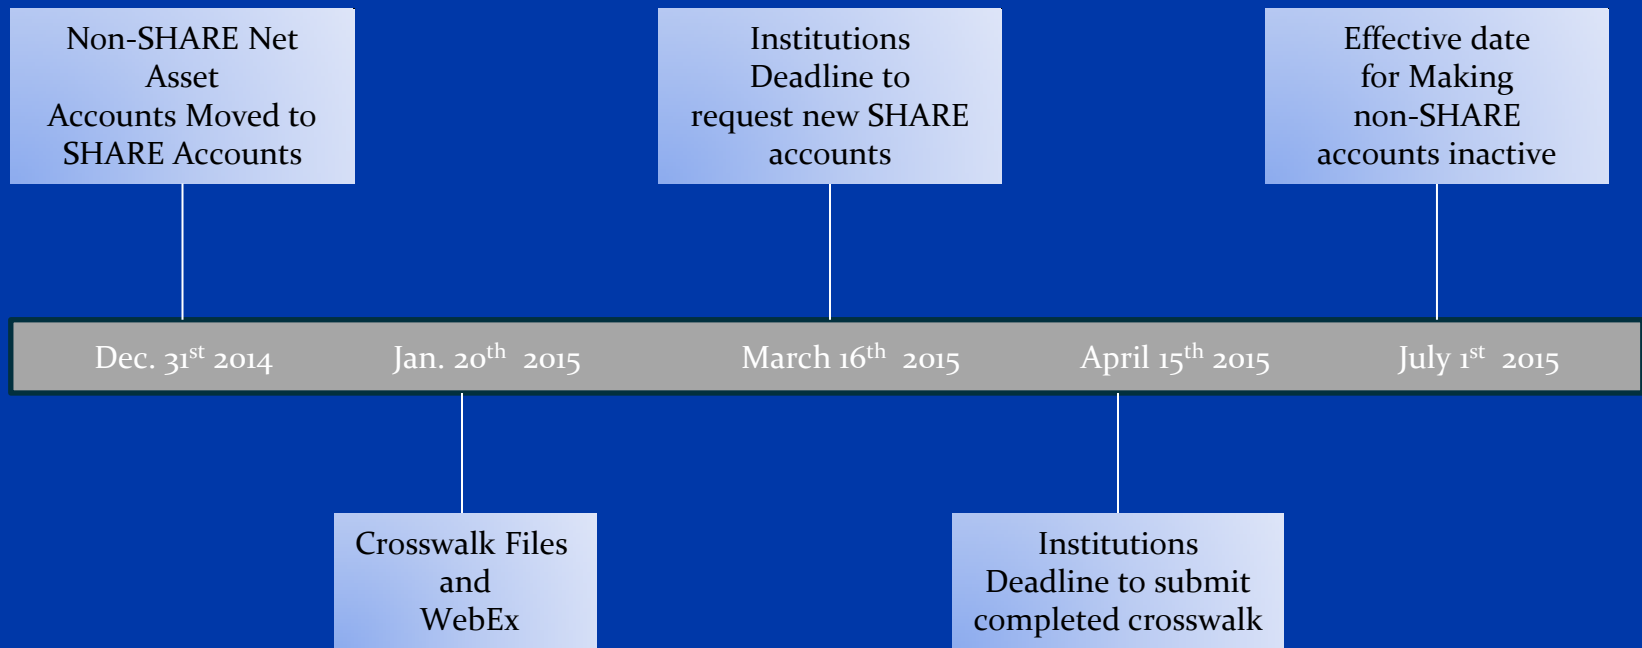 Non-SHARE Net
Asset
Accounts Moved to
SHARE Accounts
Institutions
Deadline to
request new SHARE
accounts
Effective date
for Making
non-SHARE
accounts inactive
Dec. 31st 2014
Jan. 20th 2015
March 16th 2015
April 15th 2015
July 1st 2015
Crosswalk Files
and
WebEx
Institutions
Deadline to submit
completed crosswalk